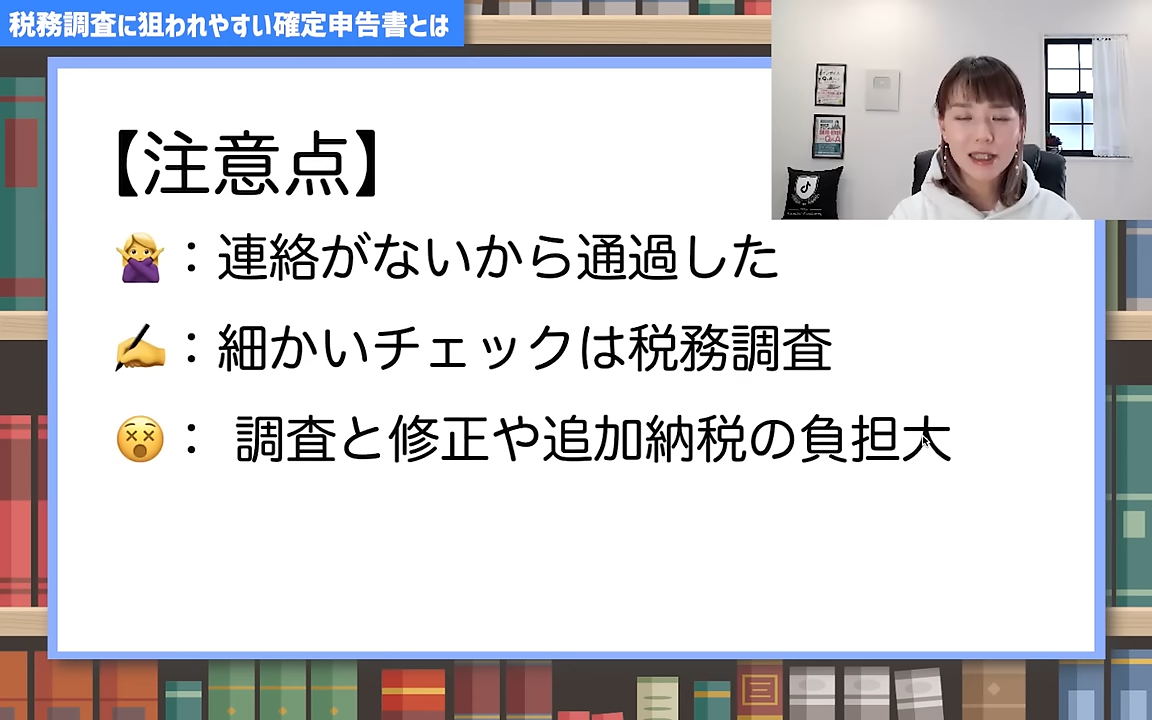 税務調査に狙われやすい確定申告書とは
【注意点】
🙅‍♀️：連絡がないから通過した
✍️：細かいチェックは税務調査
😵：調査と修正や追加納税の負担大
Q&A